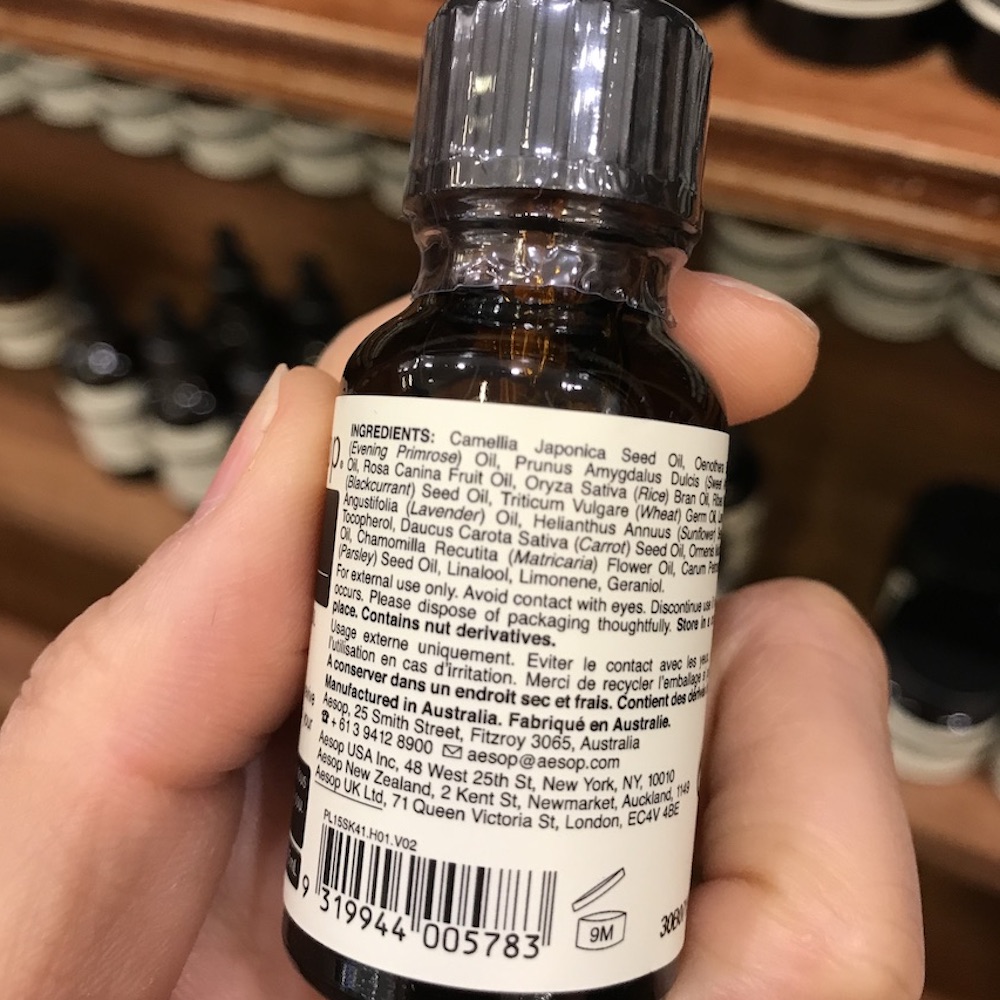 INGREDIENTS: Camellia Japonica Seed Oil, Oenothera
(Evening Primrose) Oil, Prunus Amygdalus Dulcis (Sweet
Oil, Rosa Canina Fruit Oil, Oryza Sativa (Rice) Bran Oil,
(Blackcurrant) Seed Oil, Triticum Vulgare (Wheat) Germ Oil,
Angustifolia (Lavender) Oil, Helianthus Annuus (Sunflower)
Tocopherol, Daucus Carota Sativa (Carrot) Seed Oil, Ormenis
Oil, Chamomilla Recutita (Matricaria) Flower Oil, Carum
(Parsley) Seed Oil, Linalool, Limonene, Geraniol.
For external use only. Avoid contact with eyes. Discontinue use
occurs. Please dispose of packaging thoughtfully. Store in a
place. Contains nut derivatives.
Usage externe uniquement. Eviter le contact avec les
l'utilisation en cas d'irritation. Merci de recycler l'emballage
A conserver dans un endroit sec et frais. Contient des
Manufactured in Australia. Fabriqué en Australie.
Aesop, 25 Smith Street, Fitzroy 3065, Australia
☎ + 61 3 9412 8900 ✉ aesop@aesop.com
Aesop USA Inc, 48 West 25th St, New York, NY, 10010
Aesop New Zealand, 2 Kent St, Newmarket, Auckland, 1149
Aesop UK Ltd, 71 Queen Victoria St, London, EC4V 4BE
PL15SK41.H01.V02
9 319944 005783
9M